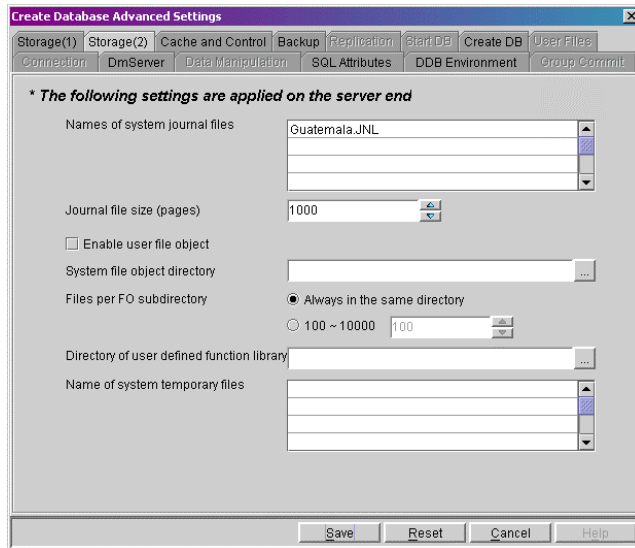 Create Database Advanced Settings
Storage(1) Storage(2) Cache and Control Backup Replication Start DB Create DB User Files
Connection DmServer Data Manipulation SQL Attributes DDB Environment Group Commit
* The following settings are applied on the server end
Names of system journal files
Guatemala.JNL
Journal file size (pages)
1000
Enable user file object
System file object directory
...
Files per FO subdirectory
Always in the same directory
100 ~ 10000 100
Directory of user defined function library
...
Name of system temporary files
Save Reset Cancel Help